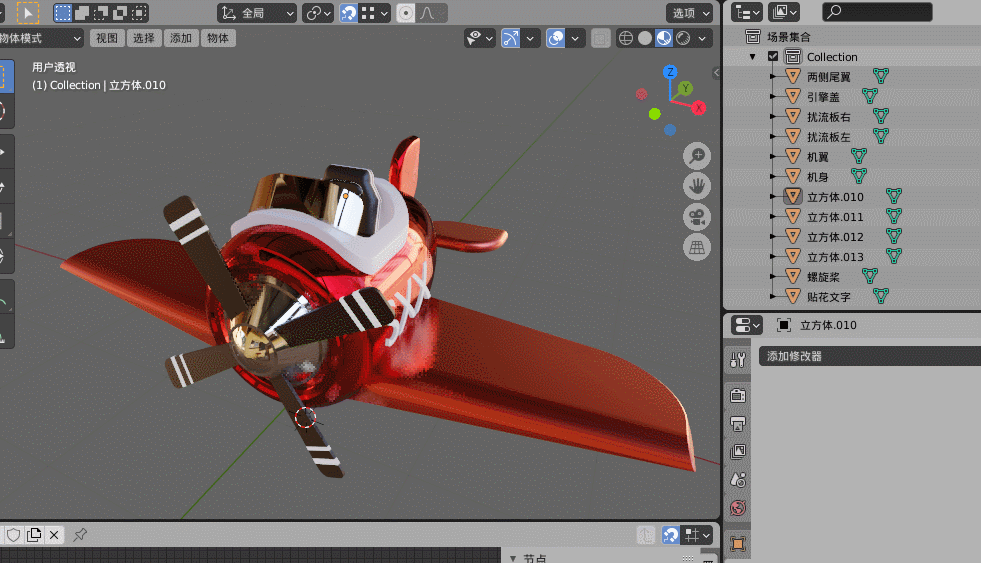 全局
选项
物体模式
视图
选择
添加
物体
用户透视
(1) Collection | 立方体.010
Z
Y
X
场景集合
Collection
两侧尾翼
引擎盖
扰流板右
扰流板左
机翼
机身
立方体.010
立方体.011
立方体.012
立方体.013
螺旋桨
贴花文字
立方体.010
添加修改器
节点